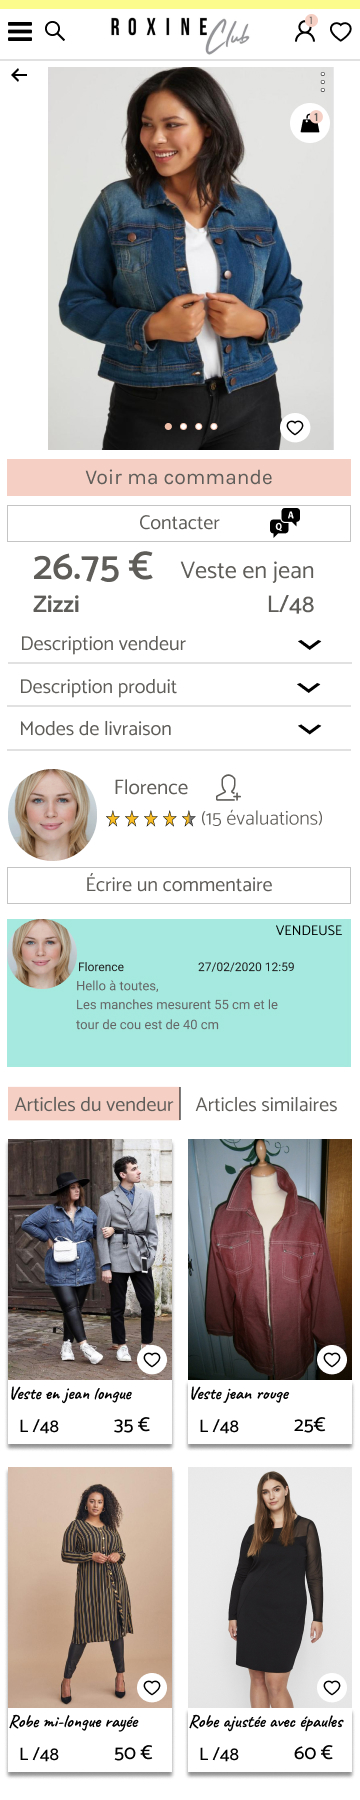 ROXINE Club
1
1
Voir ma commande
Contacter
Q A
26.75 € Veste en jean
Zizzi L/48
Description vendeur
Description produit
Modes de livraison
Florence
(15 évaluations)
Écrire un commentaire
VENDEUSE
Florence 27/02/2020 12:59
Hello à toutes,
Les manches mesurent 55 cm et le
tour de cou est de 40 cm
Articles du vendeur Articles similaires
Veste en jean longue
L /48 35 €
Veste jean rouge
L /48 25€
Robe mi-longue rayée
L /48 50 €
Robe ajustée avec épaules
L /48 60 €